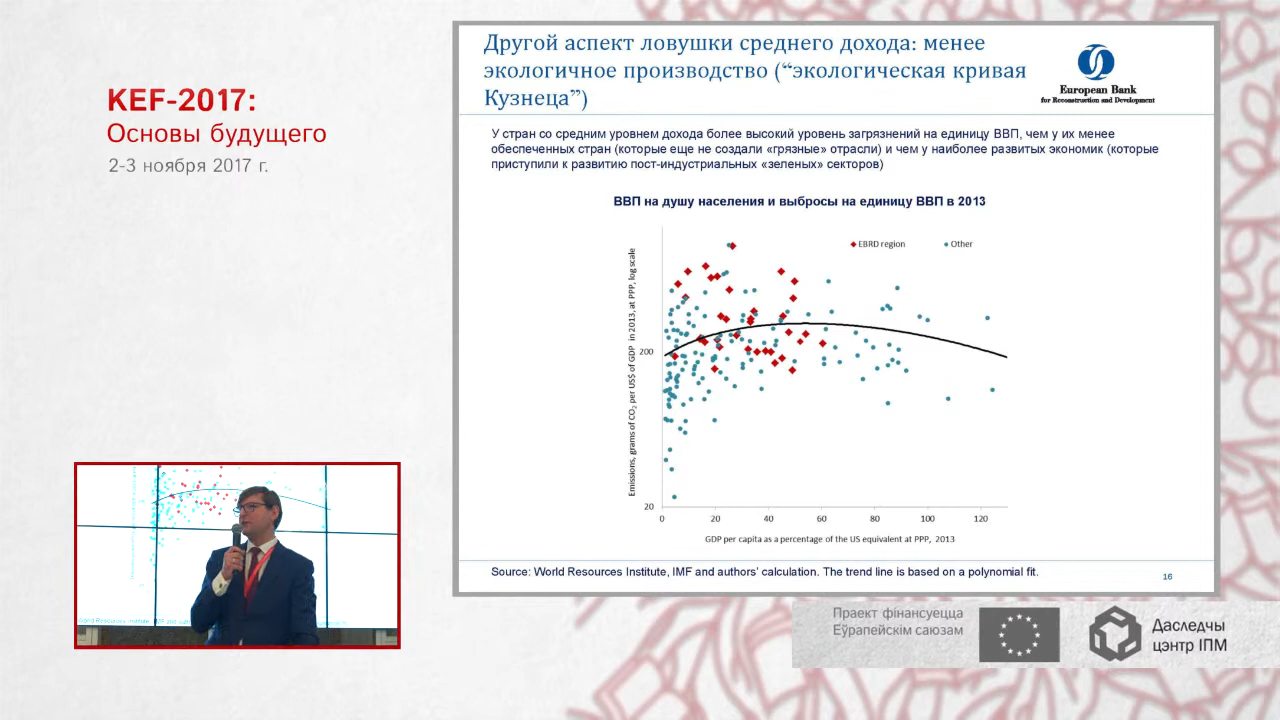 KEF-2017:
Основы будущего
2-3 ноября 2017 г.
Другой аспект ловушки среднего дохода: менее
экологичное производство (“экологическая кривая
Кузнеца”)
European Bank
for Reconstruction and Development
У стран со средним уровнем дохода более высокий уровень загрязнений на единицу ВВП, чем у их менее
обеспеченных стран (которые еще не создали «грязные» отрасли) и чем у наиболее развитых экономик (которые
приступили к развитию пост-индустриальных «зеленых» секторов)
ВВП на душу населения и выбросы на единицу ВВП в 2013
EBRD region
Other
Emissions, grams of CO2 per US$ of GDP in 2013, at PPP, log scale
200
20
0 20 40 60 80 100 120
GDP per capita as a percentage of the US equivalent at PPP, 2013
Source: World Resources Institute, IMF and authors’ calculation. The trend line is based on a polynomial fit.
16
Праект фінансуецца
Еўрапейскім саюзам
Даследчы
цэнтр ІПМ